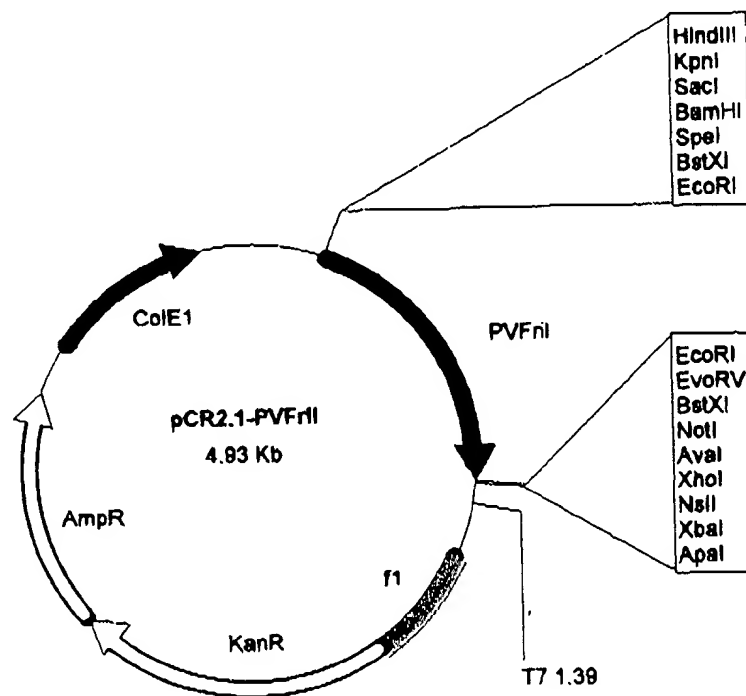 HindIII
KpnI
SacI
BamHI
SpeI
BstXI
EcoRI
ColE1
PVFriI
EcoRI
EvoRV
BstXI
NotI
AvaI
XhoI
NsiI
XbaI
ApaI
pCR2.1-PVFriI
4.93 Kb
AmpR
f1
KanR
T7 1.39